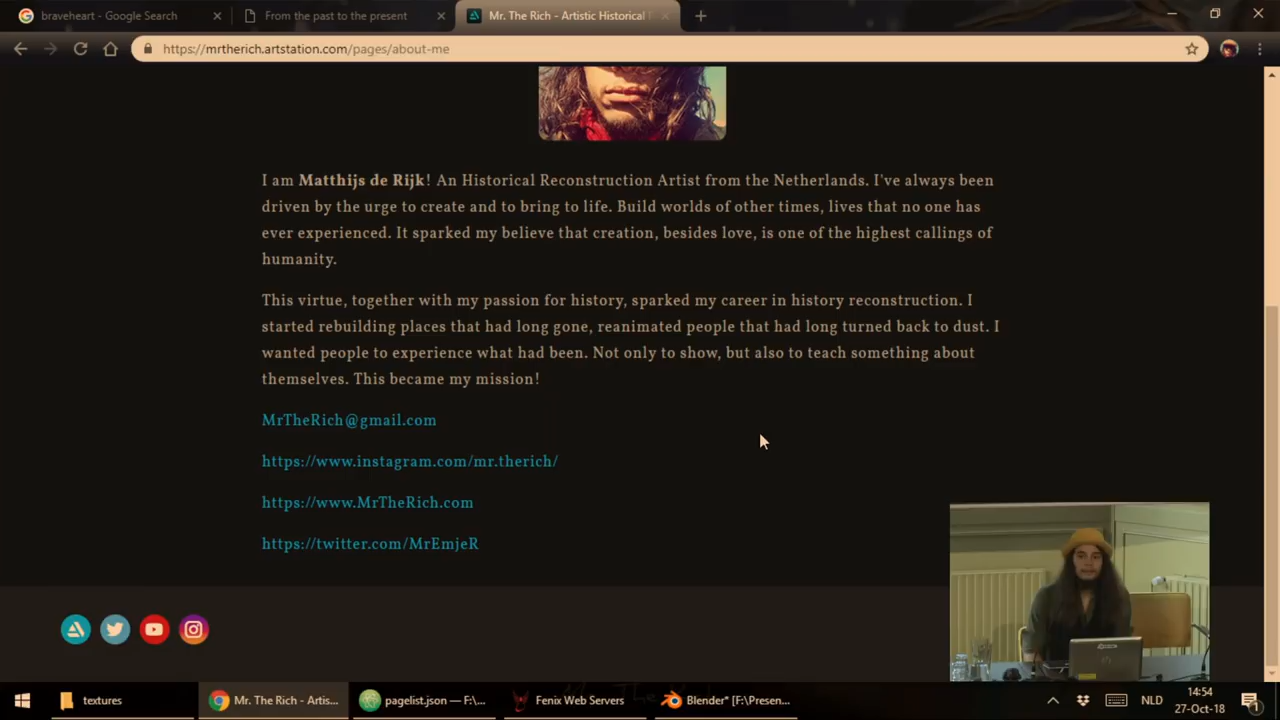 braveheart - Google Search
From the past to the present
Mr. The Rich - Artistic Historical
https://mrtherich.artstation.com/pages/about-me
I am Matthijs de Rijk! An Historical Reconstruction Artist from the Netherlands. I've always been
driven by the urge to create and to bring to life. Build worlds of other times, lives that no one has
ever experienced. It sparked my believe that creation, besides love, is one of the highest callings of
humanity.
This virtue, together with my passion for history, sparked my career in history reconstruction. I
started rebuilding places that had long gone, reanimated people that had long turned back to dust. I
wanted people to experience what had been. Not only to show, but also to teach something about
themselves. This became my mission!
MrTheRich@gmail.com
https://www.instagram.com/mr.therich/
https://www.MrTheRich.com
https://twitter.com/MrEmjeR
textures
Mr. The Rich - Artis...
pagelist.json — F:\...
Fenix Web Servers
Blender* [F:\Presen...
NLD
14:54
27-Oct-18
1